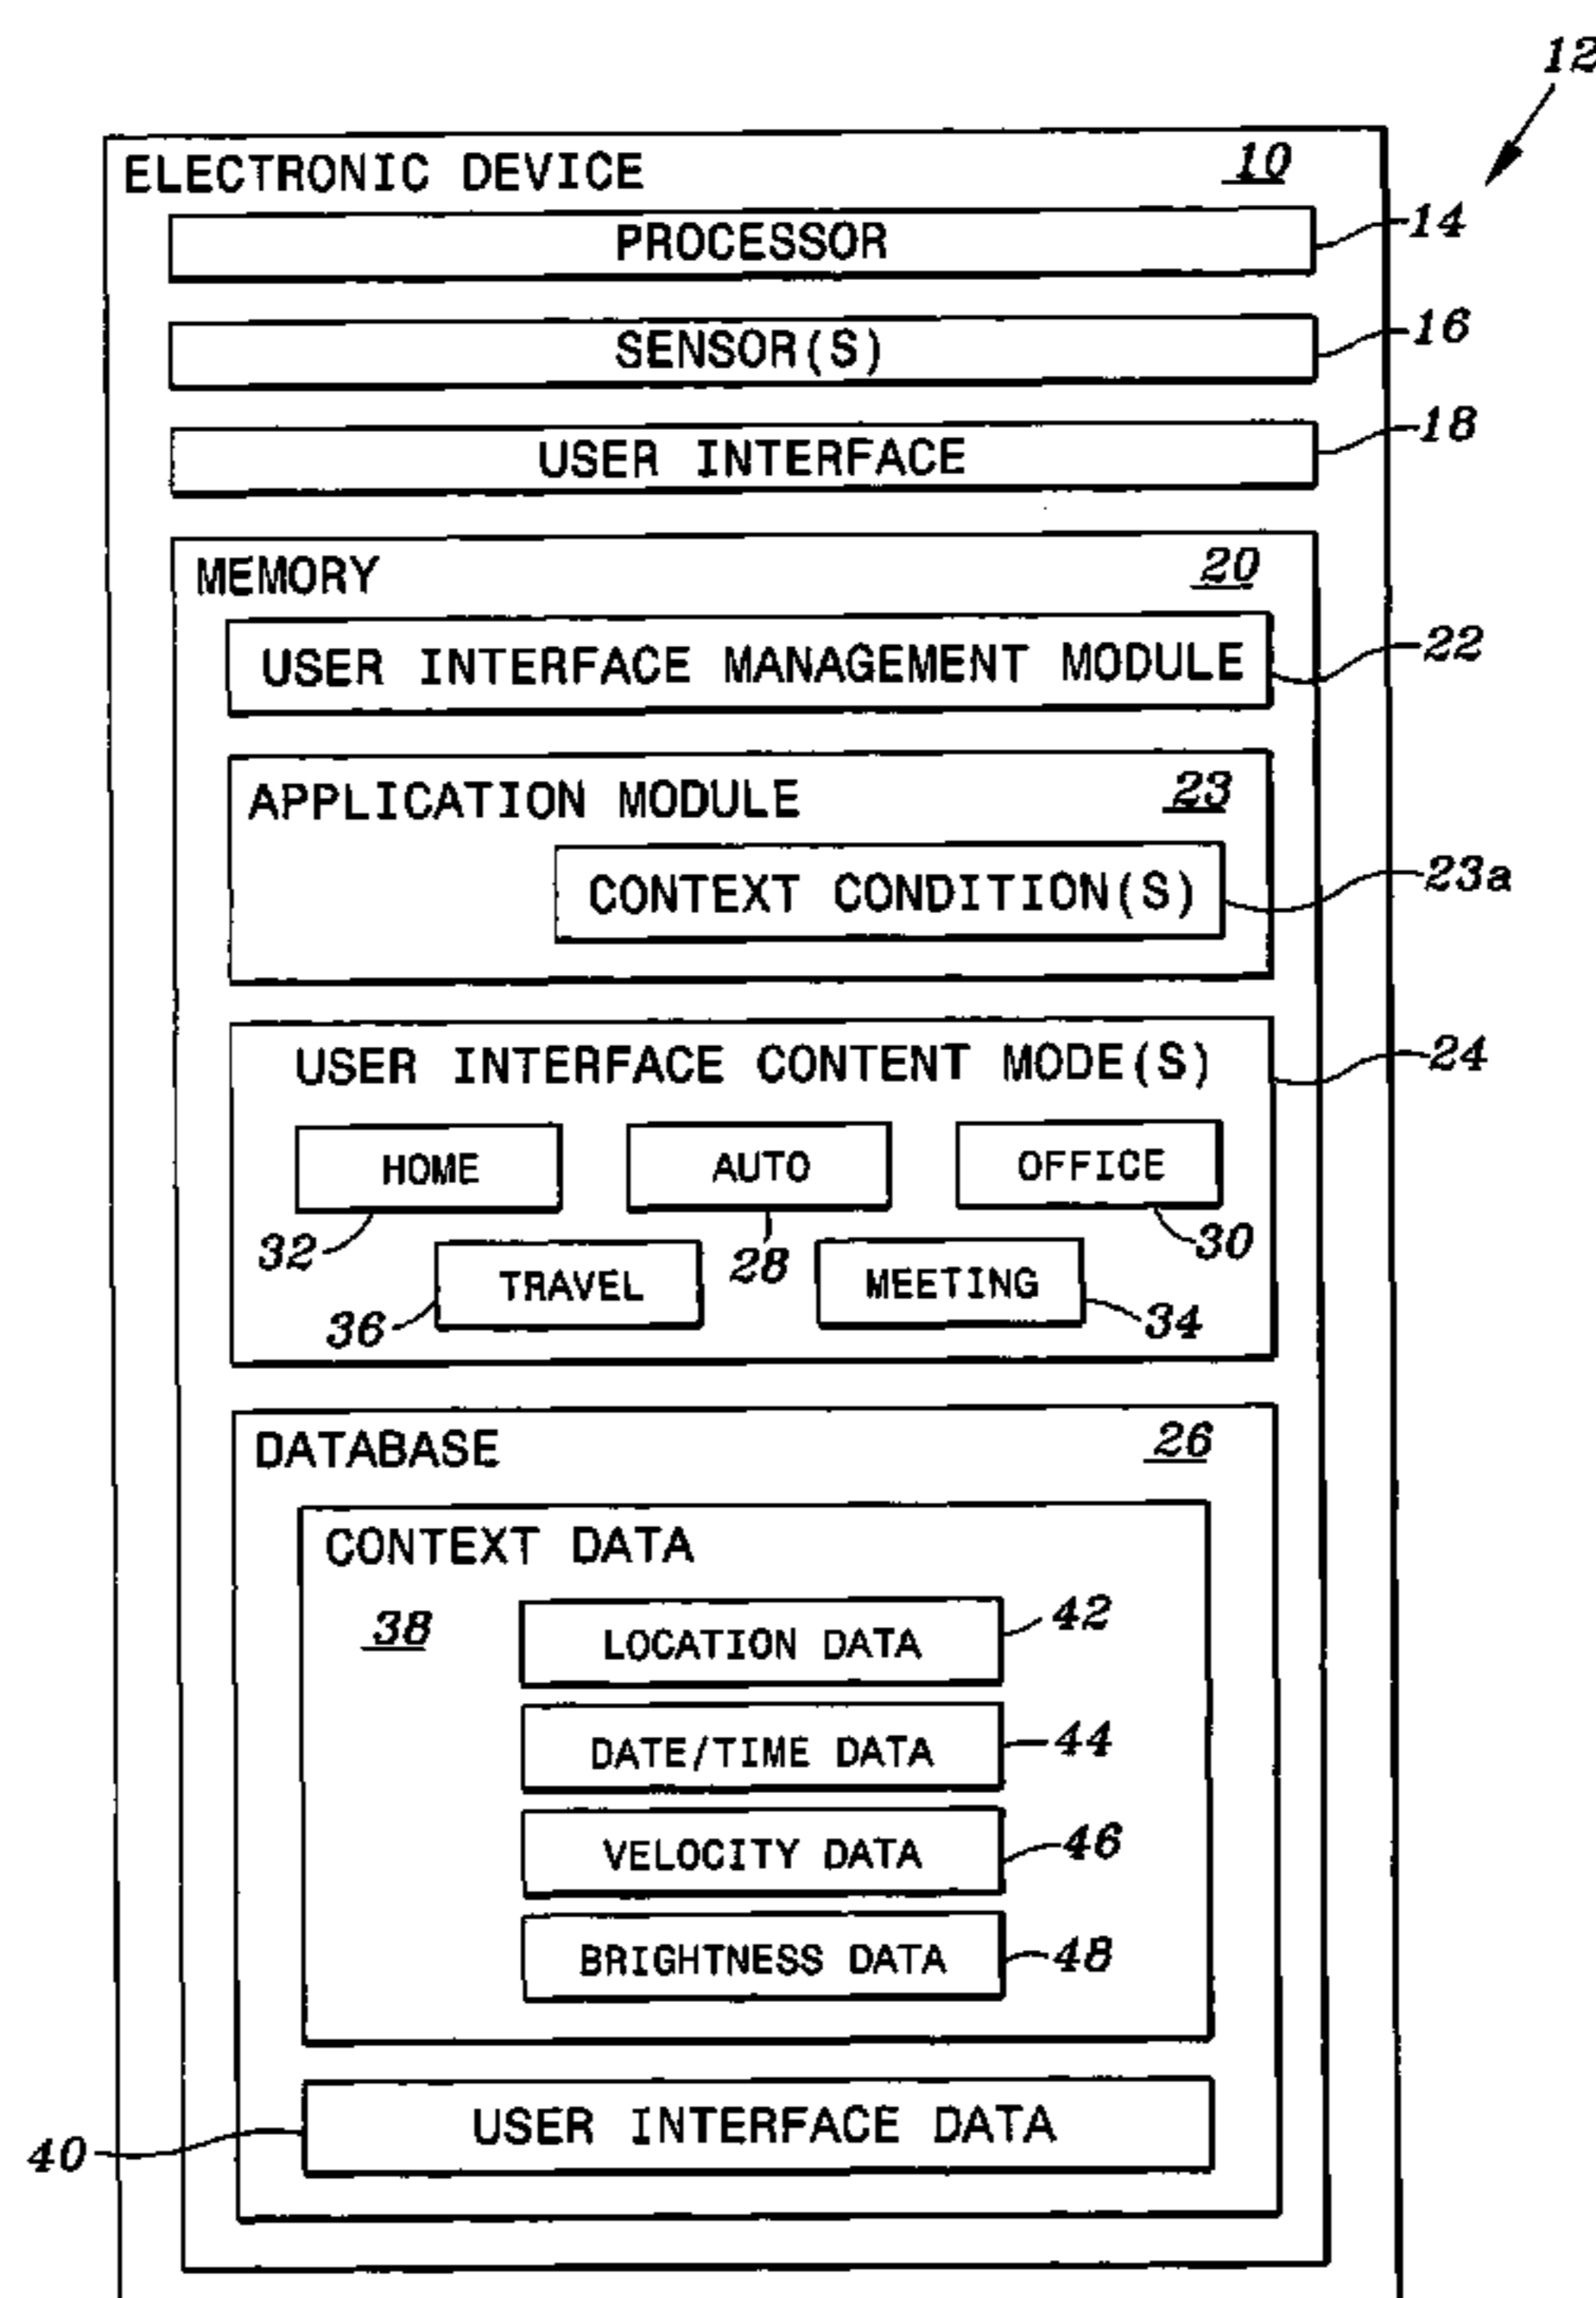 12
ELECTRONIC DEVICE 10
PROCESSOR 14
SENSOR(S) 16
USER INTERFACE 18
MEMORY 20
USER INTERFACE MANAGEMENT MODULE 22
APPLICATION MODULE 23
CONTEXT CONDITION(S) 23a
USER INTERFACE CONTENT MODE(S) 24
HOME AUTO OFFICE
32 28 30
TRAVEL MEETING
36 34
DATABASE 26
CONTEXT DATA
38 LOCATION DATA 42
DATE/TIME DATA 44
VELOCITY DATA 46
BRIGHTNESS DATA 48
40 USER INTERFACE DATA